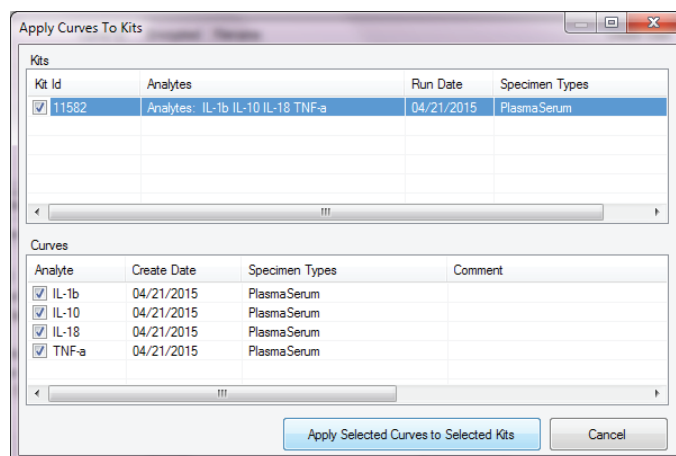 Apply Curves To Kits
Kits
Kit Id Analytes Run Date Specimen Types
11582 Analytes: IL-1b IL-10 IL-18 TNF-a 04/21/2015 PlasmaSerum
Curves
Analyte Create Date Specimen Types Comment
IL-1b 04/21/2015 PlasmaSerum
IL-10 04/21/2015 PlasmaSerum
IL-18 04/21/2015 PlasmaSerum
TNF-a 04/21/2015 PlasmaSerum
Apply Selected Curves to Selected Kits Cancel